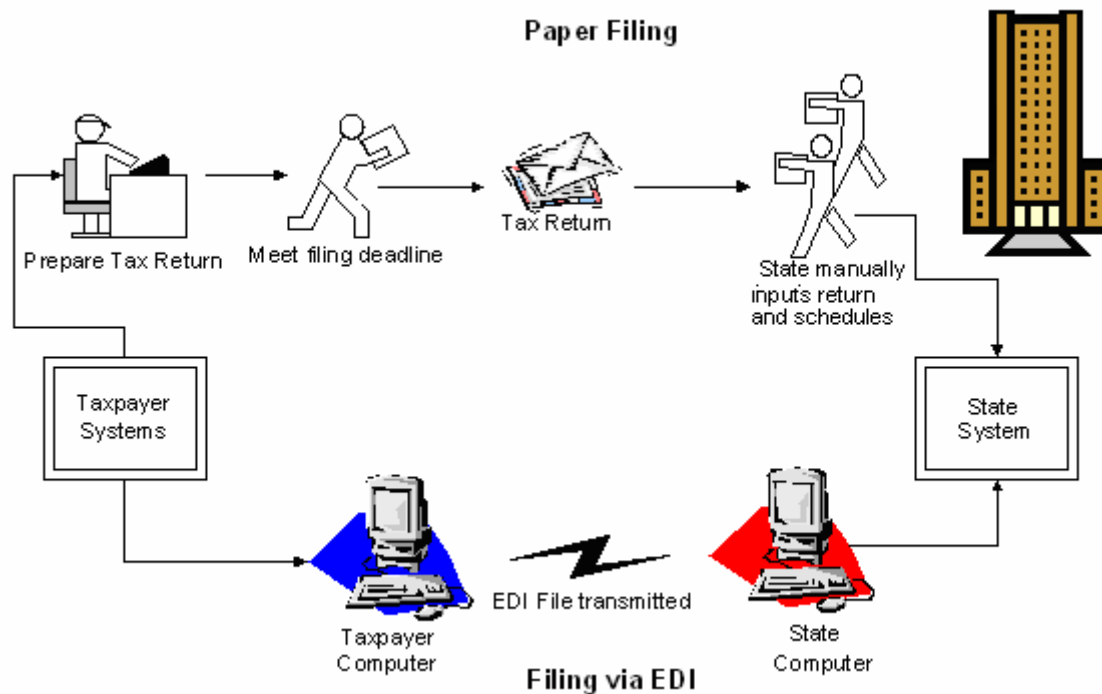 Paper Filing
Prepare Tax Return
Meet filing deadline
Tax Return
State manually
input's return
and schedules
Taxpayer
Systems
State
System
EDI File transmitted
Taxpayer
Computer
State
Computer
Filing via EDI